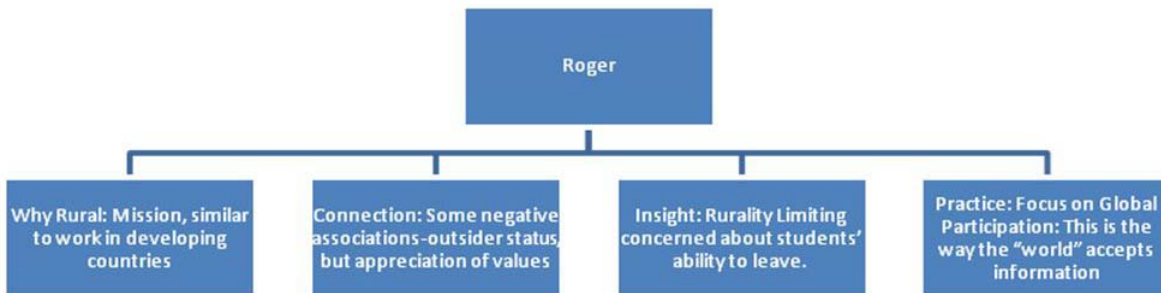 Roger
Why Rural: Mission, similar
to work in developing
countries
Connection: Some negative
associations-outsider status,
but appreciation of values
Insight: Rurality Limiting
concerned about students’
ability to leave.
Practice: Focus on Global
Participation: This is the
way the “world” accepts
information